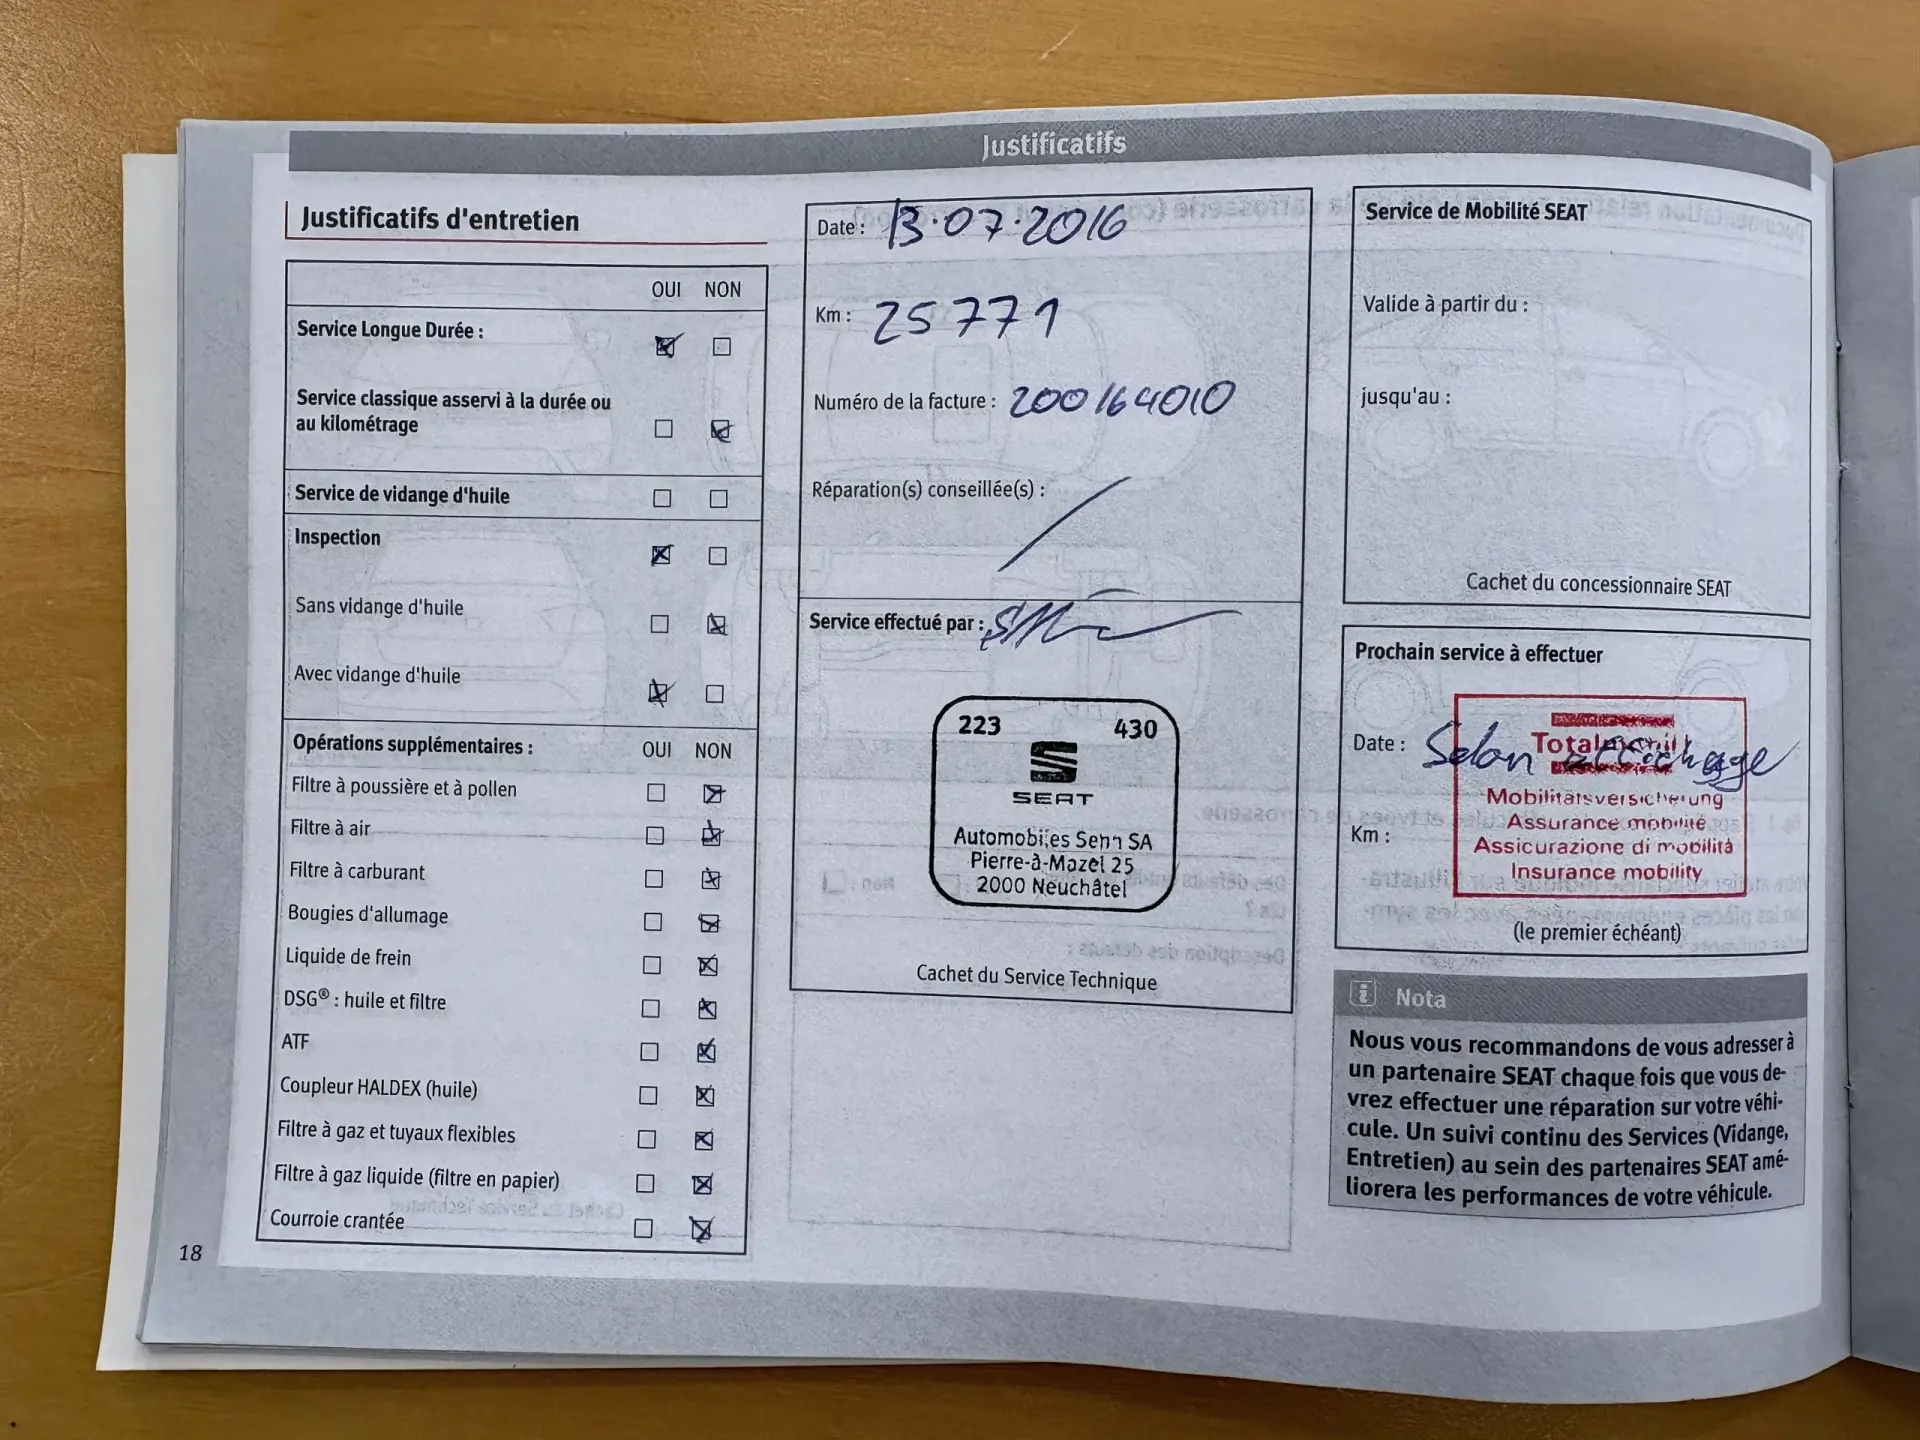 Justificatifs
Justificatifs d'entretien
OUI NON
Service Longue Durée :
Service classique asservi à la durée ou
au kilométrage
Service de vidange d'huile
Inspection
Sans vidange d'huile
Avec vidange d'huile
Opérations supplémentaires : OUI NON
Filtre à poussière et à pollen
Filtre à air
Filtre à carburant
Bougies d'allumage
Liquide de frein
DSG® : huile et filtre
ATF
Coupleur HALDEX (huile)
Filtre à gaz et tuyaux flexibles
Filtre à gaz liquide (filtre en papier)
Courroie crantée
18
Date : 13.07.2016
Km : 25771
Numéro de la facture : 200164010
Réparation(s) conseillée(s) :
Service effectué par :
223 430
SEAT
Automobiles Senn SA
Pierre-à-Mazel 25
2000 Neuchâtel
Cachet du Service Technique
Service de Mobilité SEAT
Valide à partir du :
jusqu'au :
Cachet du concessionnaire SEAT
Prochain service à effectuer
Date : Selon affichage
Mobilitätsversicherung
Assurance mobilité
Km :
Assicurazione di mobilità
Insurance mobility
(le premier échéant)
i Nota
Nous vous recommandons de vous adresser à
un partenaire SEAT chaque fois que vous de-
vrez effectuer une réparation sur votre véhi-
cule. Un suivi continu des Services (Vidange,
Entretien) au sein des partenaires SEAT amé-
liorera les performances de votre véhicule.